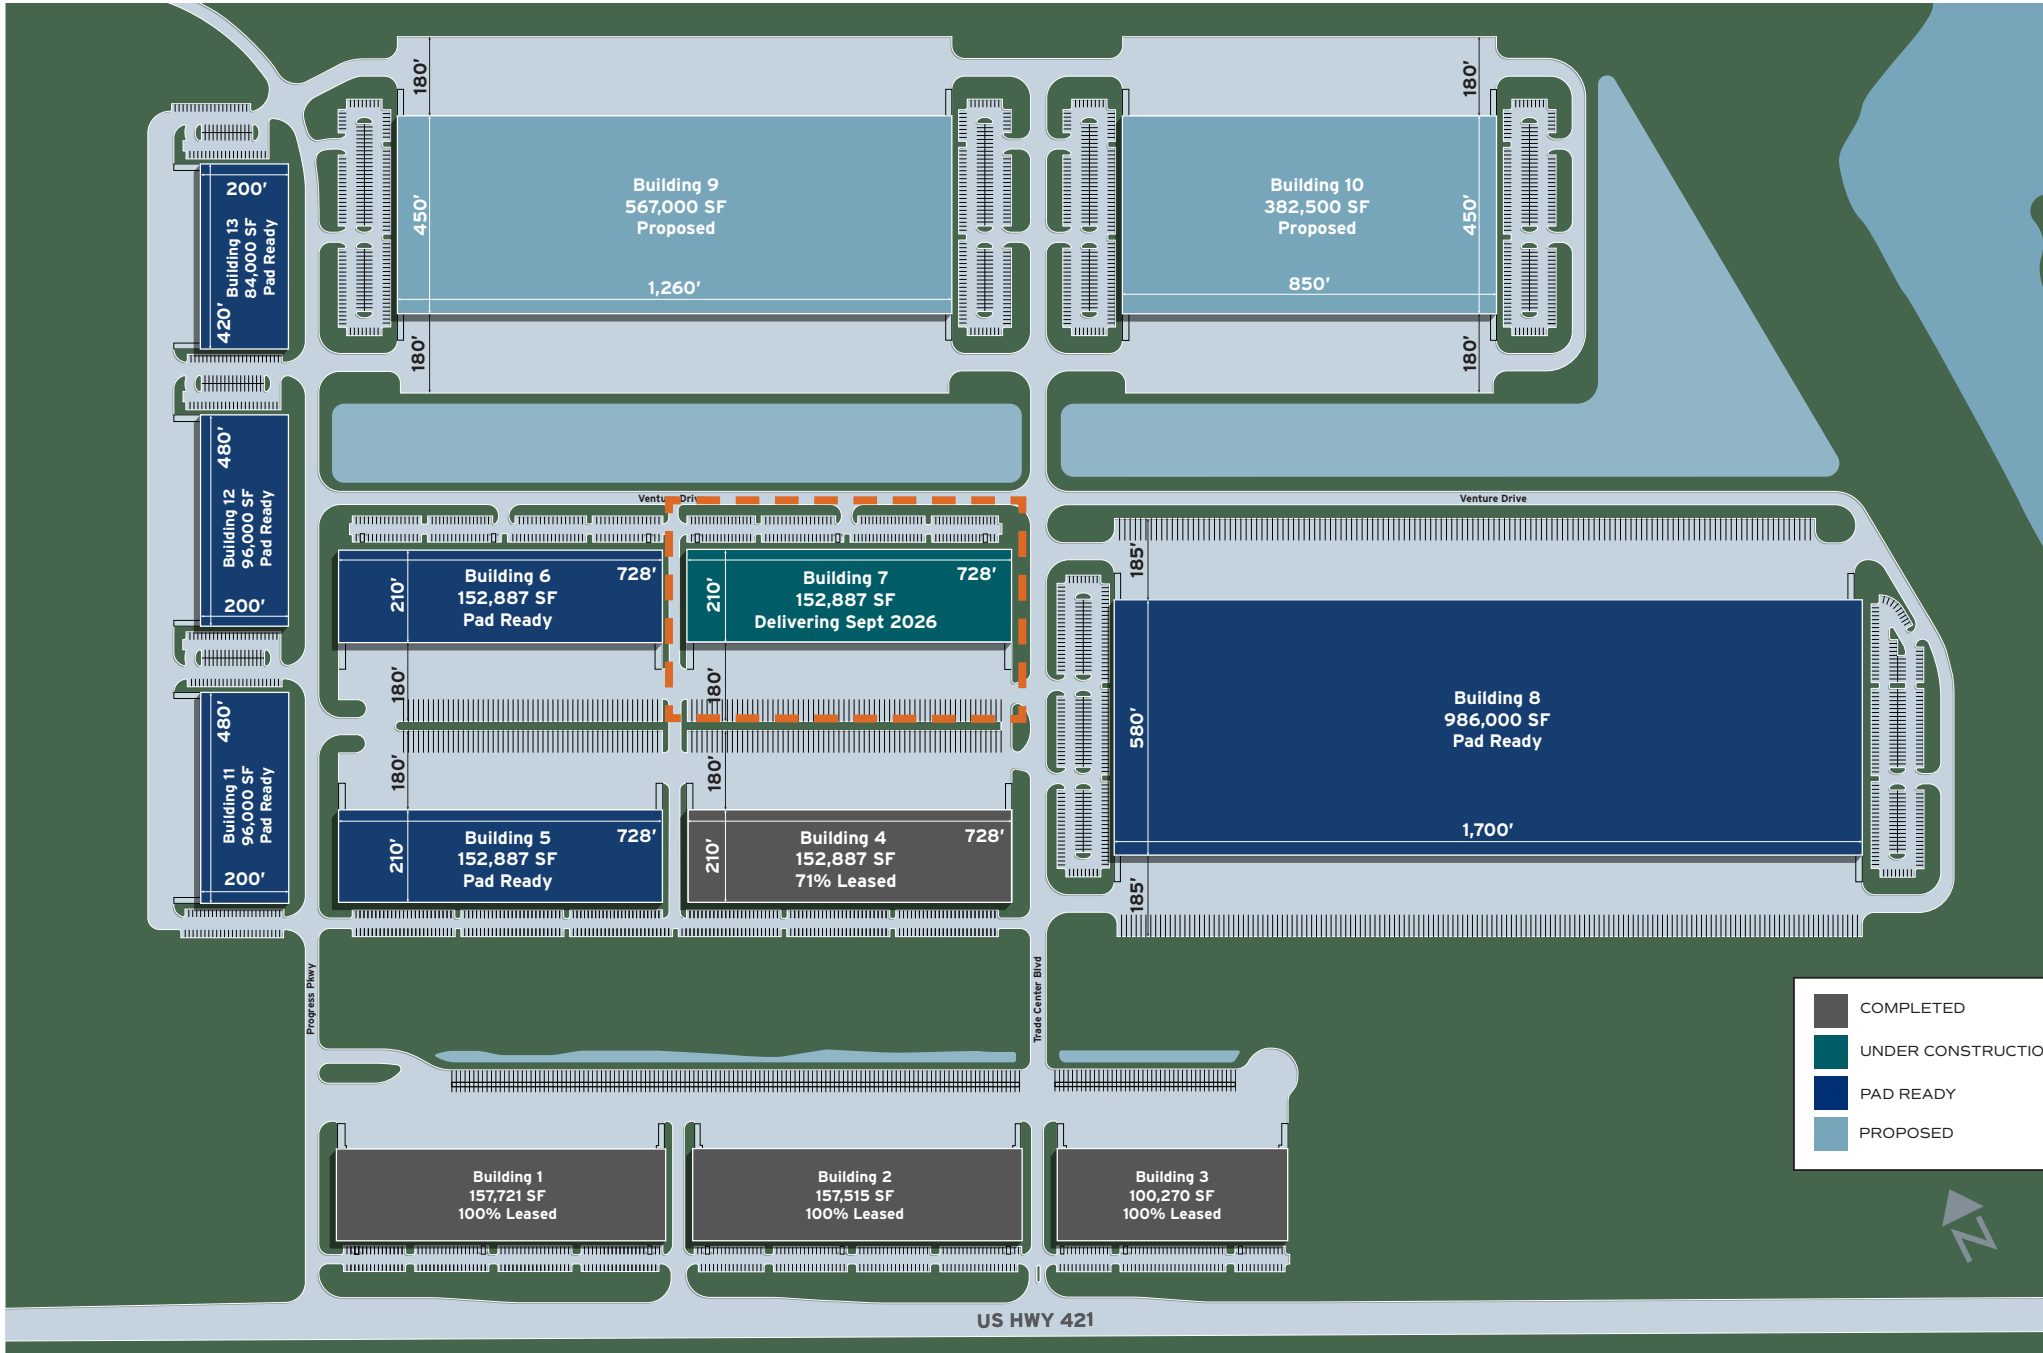 180'
180'
450'
Building 9
567,000 SF
Proposed
1,260'
180'
Building 10
382,500 SF
Proposed
450'
850'
180'
200'
Building 13
84,000 SF
Pad Ready
420'
480'
Building 12
96,000 SF
Pad Ready
200'
480'
Building 11
96,000 SF
Pad Ready
200'
Venture Drive
Venture Drive
210'
Building 6
152,887 SF
Pad Ready
728'
180'
210'
Building 7
152,887 SF
Delivering Sept 2026
728'
180'
185'
580'
Building 8
986,000 SF
Pad Ready
1,700'
185'
180'
210'
Building 5
152,887 SF
Pad Ready
728'
180'
210'
Building 4
152,887 SF
71% Leased
728'
Progress Pkwy
Trade Center Blvd
COMPLETED
UNDER CONSTRUCTIO
PAD READY
PROPOSED
N
Building 1
157,721 SF
100% Leased
Building 2
157,515 SF
100% Leased
Building 3
100,270 SF
100% Leased
US HWY 421